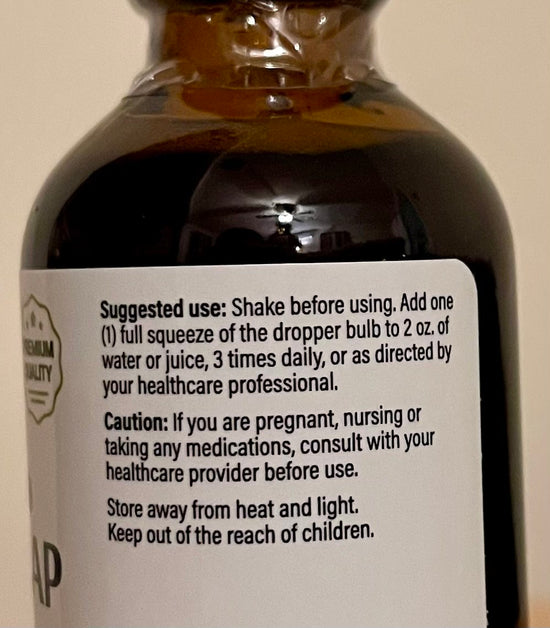 Suggested use: Shake before using. Add one
(1) full squeeze of the dropper bulb to 2 oz. of
water or juice, 3 times daily, or as directed by
your healthcare professional.
Caution: If you are pregnant, nursing or
taking any medications, consult with your
healthcare provider before use.
Store away from heat and light.
Keep out of the reach of children.